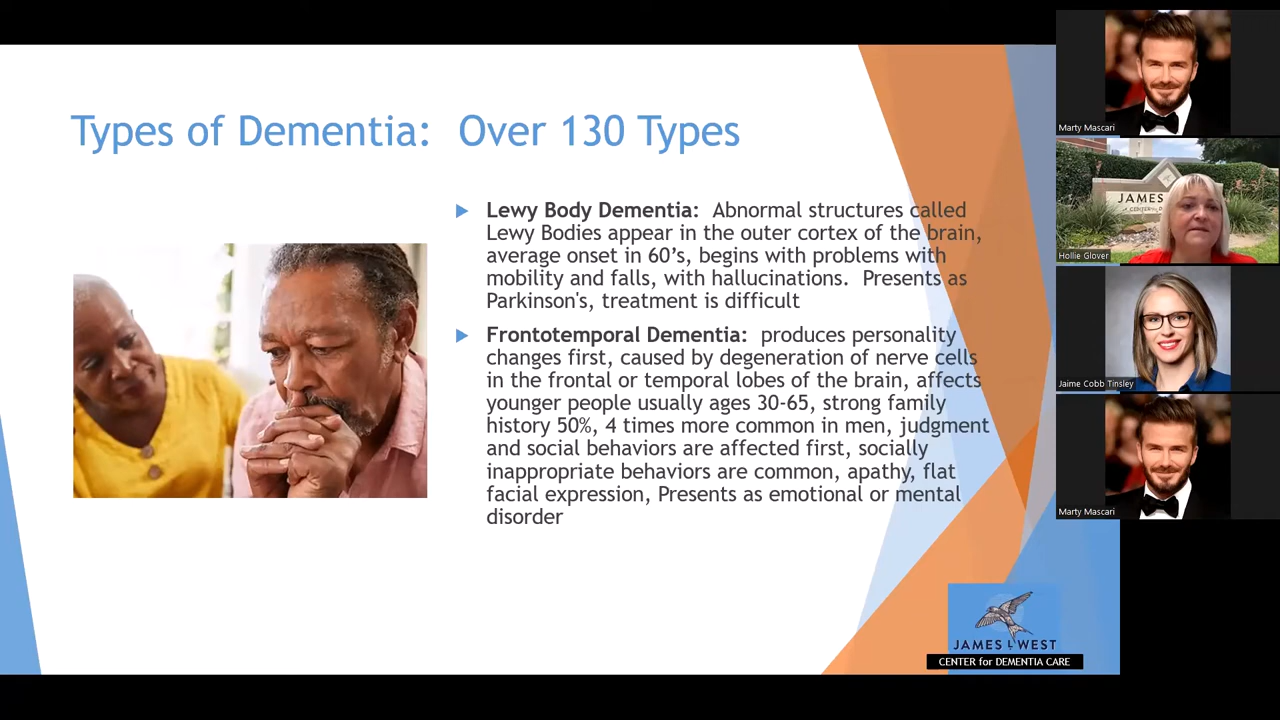 Types of Dementia:  Over 130 Types
Lewy Body Dementia:  Abnormal structures called
Lewy Bodies appear in the outer cortex of the brain,
average onset in 60’s, begins with problems with
mobility and falls, with hallucinations.  Presents as
Parkinson's, treatment is difficult
Frontotemporal Dementia:  produces personality
changes first, caused by degeneration of nerve cells
in the frontal or temporal lobes of the brain, affects
younger people usually ages 30-65, strong family
history 50%, 4 times more common in men, judgment
and social behaviors are affected first, socially
inappropriate behaviors are common, apathy, flat
facial expression, Presents as emotional or mental
disorder
JAMES L WEST
CENTER for DEMENTIA CARE
Marty Mascari
JAMES
Hollie Glover
Jaime Cobb Tinsley
Marty Mascari